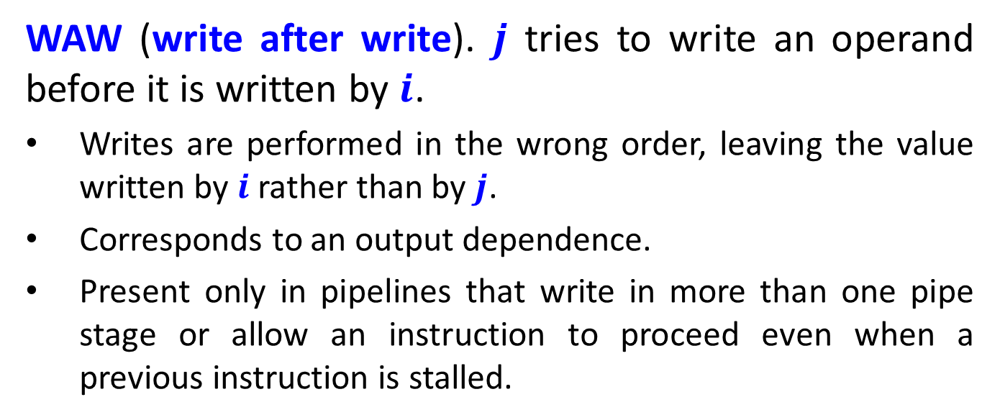 WAW (write after write). j tries to write an operand
before it is written by i.
• Writes are performed in the wrong order, leaving the value
written by i rather than by j.
• Corresponds to an output dependence.
• Present only in pipelines that write in more than one pipe
stage or allow an instruction to proceed even when a
previous instruction is stalled.